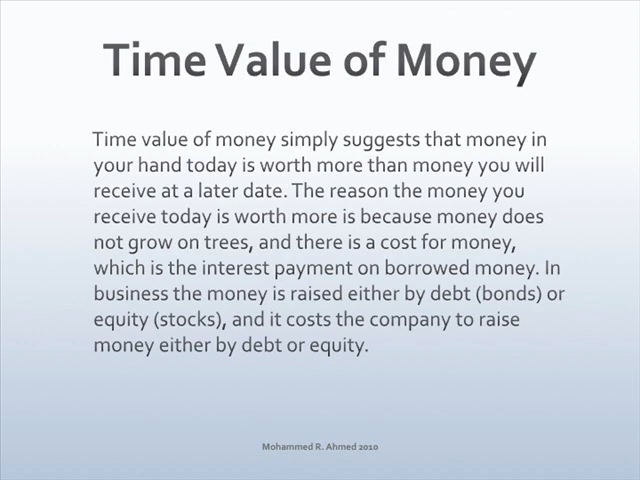 Time Value of Money
Time value of money simply suggests that money in
your hand today is worth more than money you will
receive at a later date. The reason the money you
receive today is worth more is because money does
not grow on trees, and there is a cost for money,
which is the interest payment on borrowed money. In
business the money is raised either by debt (bonds) or
equity (stocks), and it costs the company to raise
money either by debt or equity.
Mohammed R. Ahmed 2010